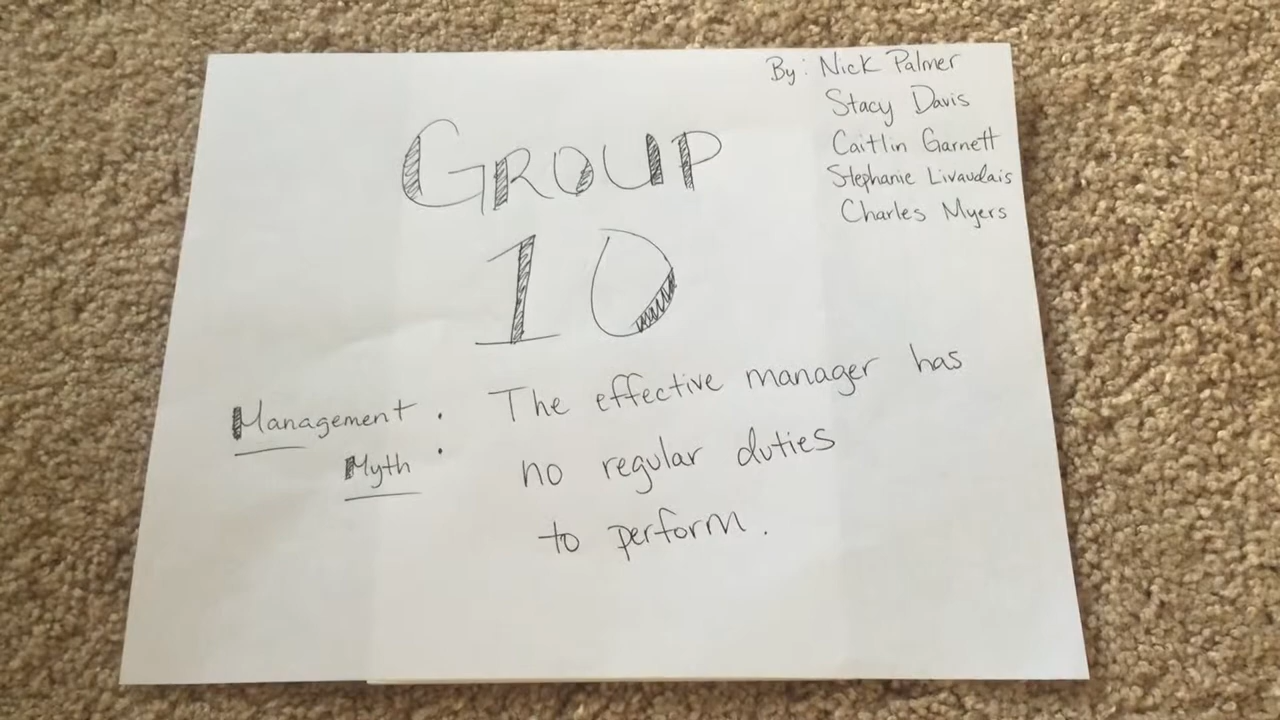 By: Nick Palmer
Stacy Davis
Caitlin Garnett
Stephanie Livaudais
Charles Myers
GROUP
10
Management : The effective manager has
Myth no regular duties
to perform.